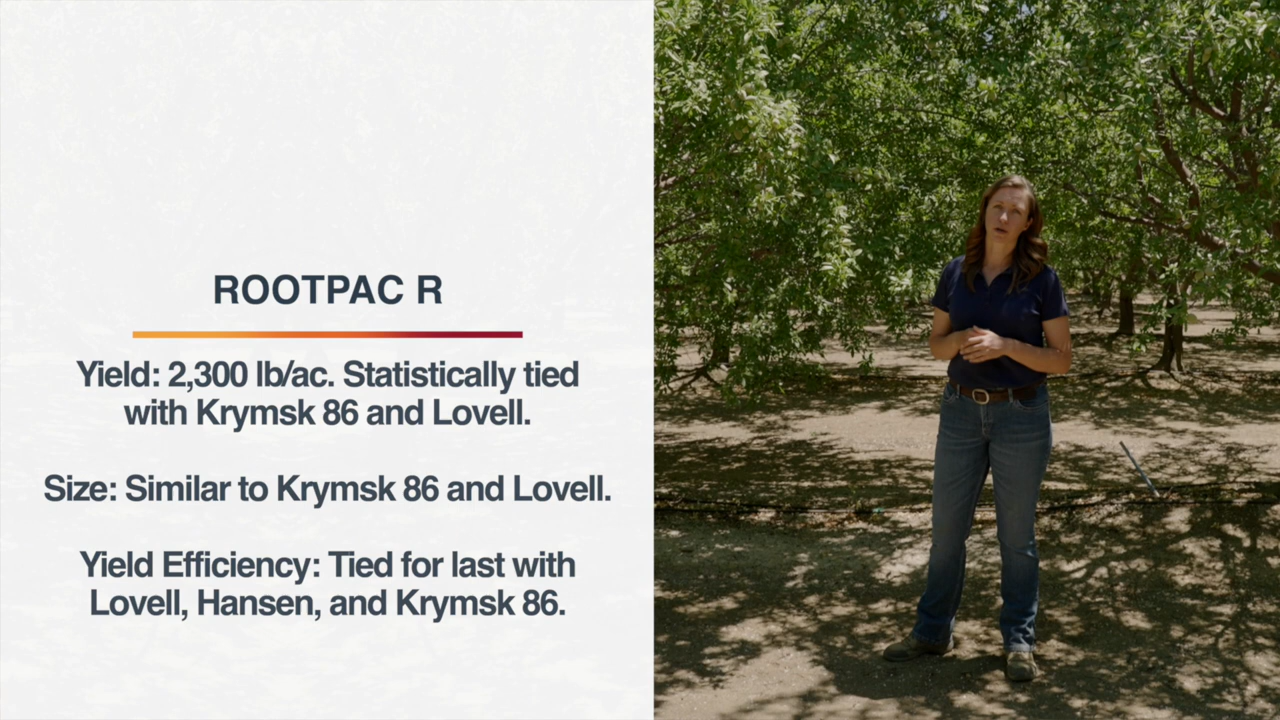 ROOTPAC R
Yield: 2,300 lb/ac. Statistically tied
with Krymsk 86 and Lovell.
Size: Similar to Krymsk 86 and Lovell.
Yield Efficiency: Tied for last with
Lovell, Hansen, and Krymsk 86.